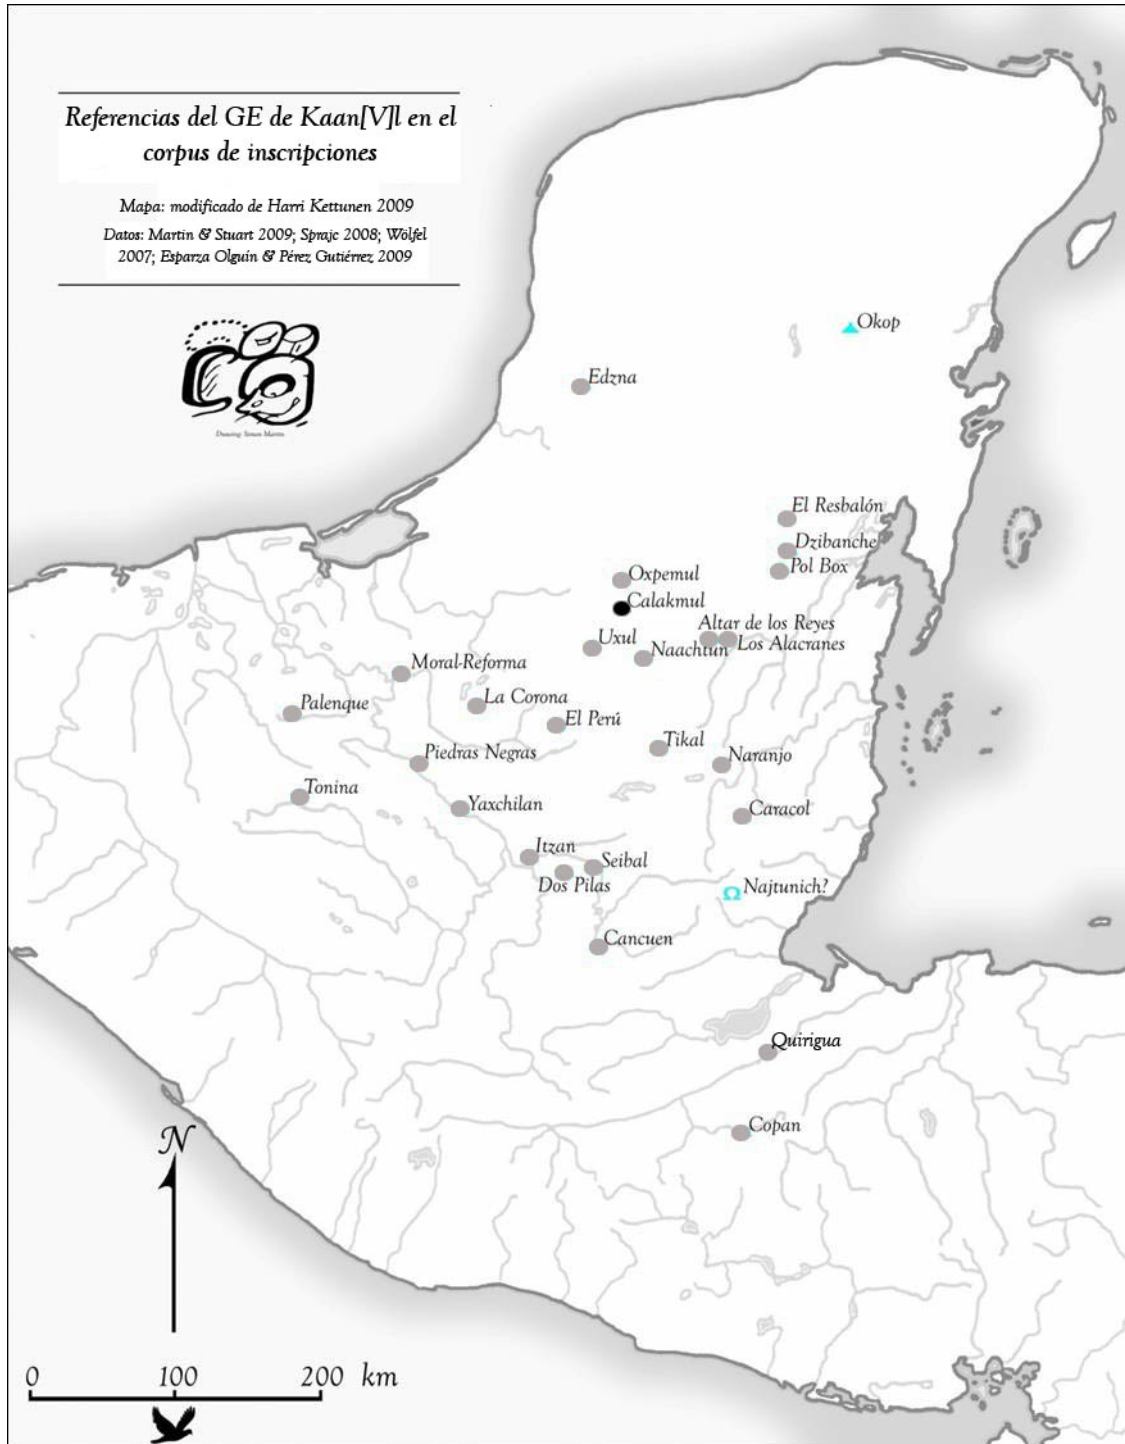 Referencias del GE de Kaan[V]l en el
corpus de inscripciones
Mapa: modificado de Harri Kettunen 2009
Datos: Martin & Stuart 2009; Sprajc 2008; Wölfel
2007; Esparza Olguín & Pérez Gutiérrez 2009
Drawing: Simon Martin
Okop
Edzna
El Resbalón
Dzibanche
Pol Box
Oxpemul
Calakmul
Altar de los Reyes
Uxul
Naachtun
Los Alacranes
Moral-Reforma
La Corona
Palenque
El Perú
Tikal
Piedras Negras
Naranjo
Tonina
Yaxchilan
Caracol
Itzan
Seibal
Dos Pilas
Najtunich?
Cancuen
Quirigua
Copan
N
0 100 200 km